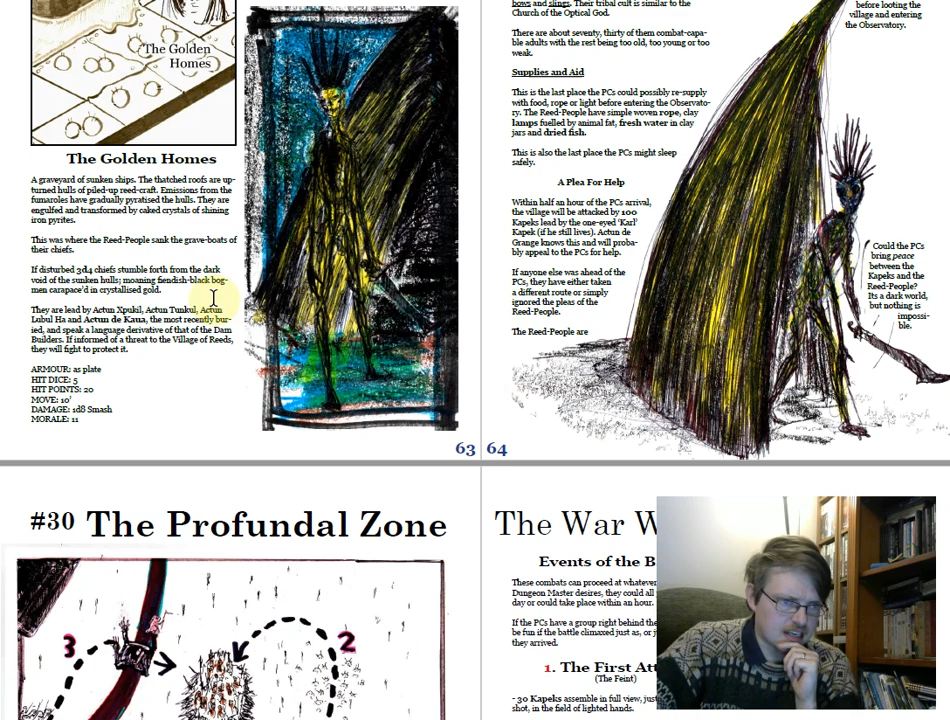 The Golden
Homes
The Golden Homes
A graveyard of sunken ships. The thatched roofs are up-
turned hulls of piled-up reed-craft. Emissions from the
fumaroles have gradually pyratised the hulls. They are
engulfed and transformed by caked crystals of shining
iron pyrites.
This was where the Reed-People sank the grave-boats of
their chiefs.
If disturbed 3d4 chiefs stumble forth from the dark
void of the sunken hulls; moaning fiendish-black bog-
men carapace'd in crystallised gold.
They are lead by Actun Xpukil, Actun Tunkul, Actun
Lubul Ha and Actun de Kaua, the most recently bur-
ied, and speak a language derivative of that of the Dam
Builders. If informed of a threat to the Village of Reeds,
they will fight to protect it.
ARMOUR: as plate
HIT DICE: 5
HIT POINTS: 20
MOVE: 10'
DAMAGE: 1d8 Smash
MORALE: 11
63
bows and slings. Their tribal cult is similar to the
Church of the Optical God.
There are about seventy, thirty of them combat-capa-
ble adults with the rest being too old, too young or too
weak.
Supplies and Aid
This is the last place the PCs could possibly re-supply
with food, rope or light before entering the Observato-
ry. The Reed-People have simple woven rope, clay
lamps fuelled by animal fat, fresh water in clay
jars and dried fish.
This is also the last place the PCs might sleep
safely.
A Plea For Help
Within half an hour of the PCs arrival,
the village will be attacked by 100
Kapeks lead by the one-eyed 'Karl'
Kapek (if he still lives). Actun de
Grange knows this and will proba-
bly appeal to the PCs for help.
If anyone else was ahead of the
PCs, they have either taken
a different route or simply
ignored the pleas of the
Reed-People.
The Reed-People are
before looting the
village and entering
the Observatory.
Could the PCs
bring peace
between the
Kapeks and the
Reed-People?
Its a dark world,
but nothing is
impossi-
ble.
64
#30 The Profundal Zone
3
2
The War W
Events of the B
These combats can proceed at whatever
Dungeon Master desires, they could all
day or could take place within an hour.
If the PCs have a group right behind the
be fun if the battle climaxed just as, or j
they arrived.
1. The First Att
(The Feint)
- 30 Kapeks assemble in full view, just
shot, in the field of lighted hands.